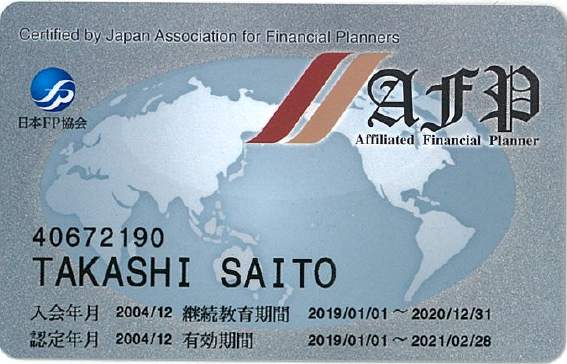 Certified by Japan Association for Financial Planners
AFP
Affiliated Financial Planner
日本FP協会
40672190
TAKASHI SAITO
入会年月 2004/12 継続教育期間 2019/01/01～2020/12/31
認定年月 2004/12 有効期間 2019/01/01～2021/02/28